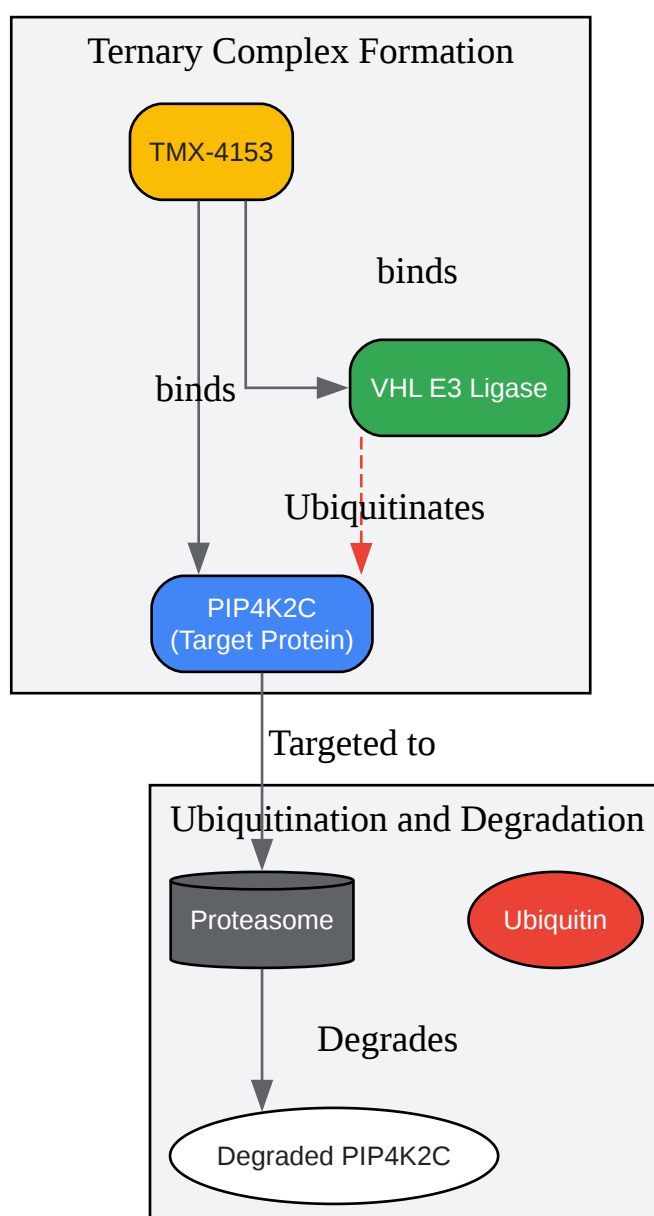 Ternary Complex Formation
TMX-4153
binds
VHL E3 Ligase
binds
Ubiquitinates
PIP4K2C
(Target Protein)
Targeted to
Ubiquitination and Degradation
Proteasome
Ubiquitin
Degrades
Degraded PIP4K2C